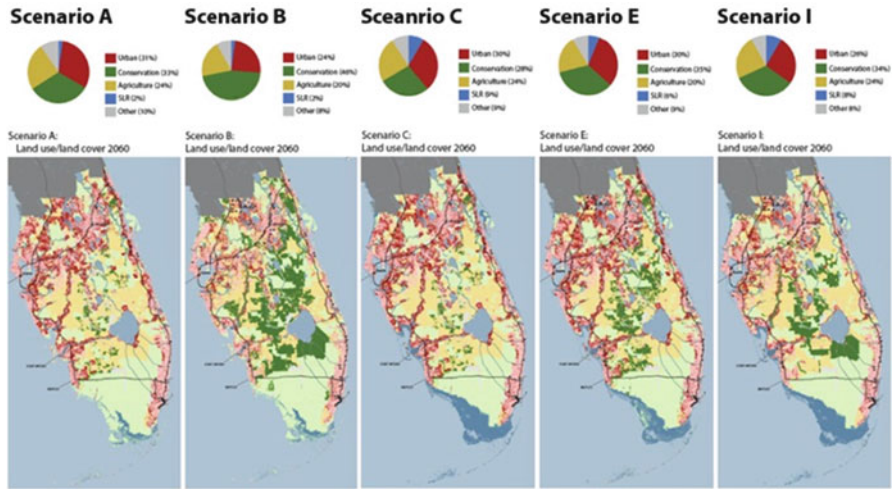 Scenario A
Urban (31%)
Conservation (33%)
Agriculture (24%)
SLR (2%)
Other (10%)
Scenario A:
Land use/land cover 2060
Scenario B
Urban (24%)
Conservation (46%)
Agriculture (20%)
SLR (2%)
Other (8%)
Scenario B:
Land use/land cover 2060
Sceanrio C
Urban (30%)
Conservation (28%)
Agriculture (24%)
SLR (9%)
Other (9%)
Scenario C:
Land use/land cover 2060
Scenario E
Urban (30%)
Conservation (35%)
Agriculture (20%)
SLR (6%)
Other (9%)
Scenario E:
Land use/land cover 2060
Scenario I
Urban (26%)
Conservation (34%)
Agriculture (24%)
SLR (8%)
Other 8%)
Scenario I:
Land use/land cover 2060